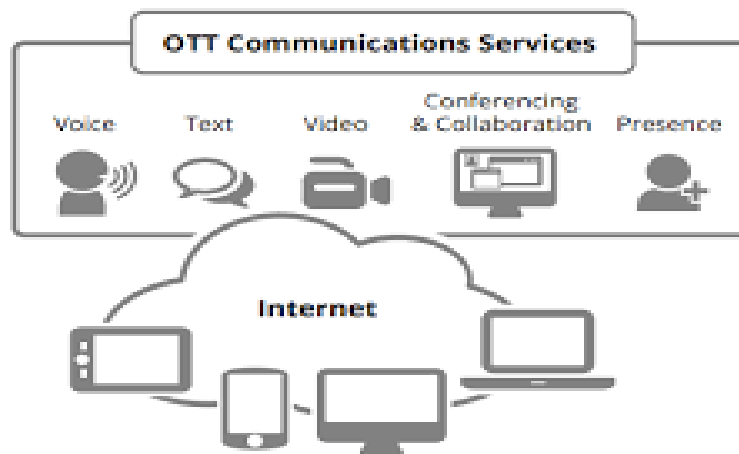 OTT Communications Services
Conferencing
Voice Text Video & Collaboration Presence
Internet